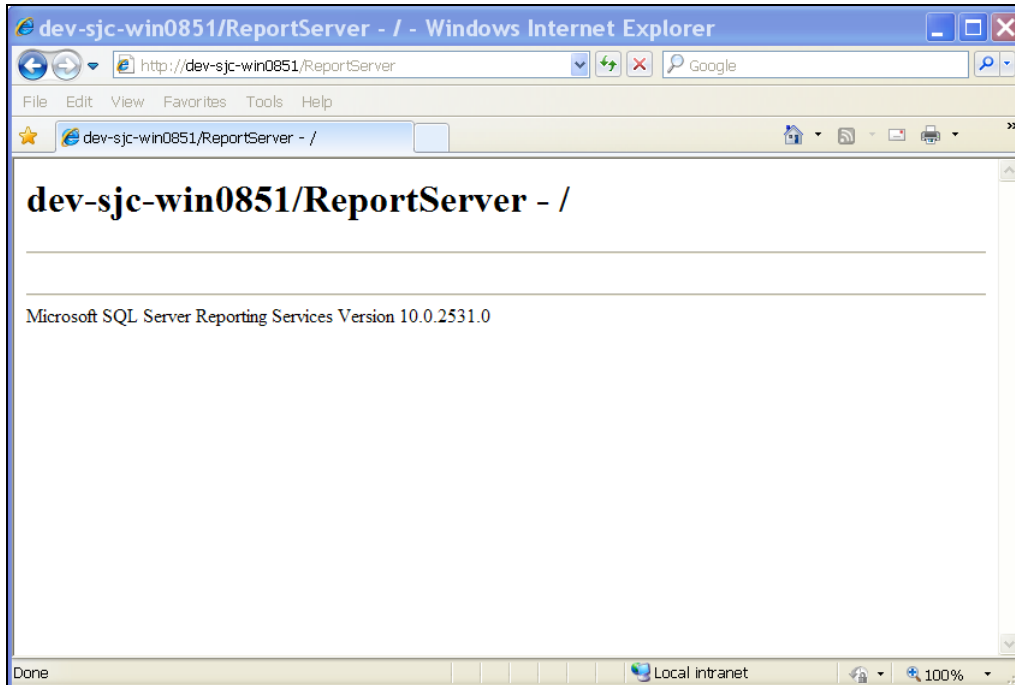 dev-sjc-win0851/ReportServer - / - Windows Internet Explorer
http://dev-sjc-win0851/ReportServer
Google
File Edit View Favorites Tools Help
dev-sjc-win0851/ReportServer - /
»
dev-sjc-win0851/ReportServer - /
Microsoft SQL Server Reporting Services Version 10.0.2531.0
Done
Local intranet
100%